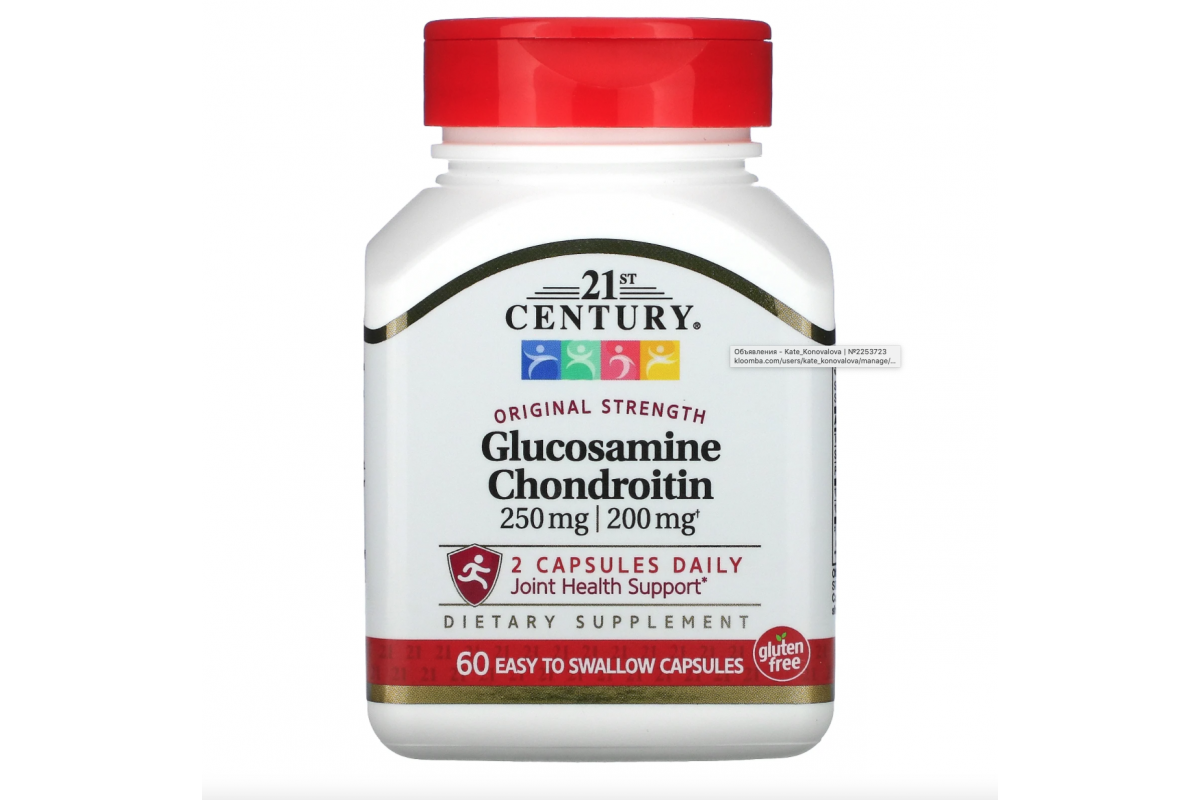 21ST
CENTURY®
Объявления - Kate_Konovalova | №2253723
kloomba.com/users/kate_konovalova/manage/...
ORIGINAL STRENGTH
Glucosamine
Chondroitin
250 mg | 200 mg†
2 CAPSULES DAILY
Joint Health Support*
DIETARY SUPPLEMENT
60 EASY TO SWALLOW CAPSULES
gluten
free